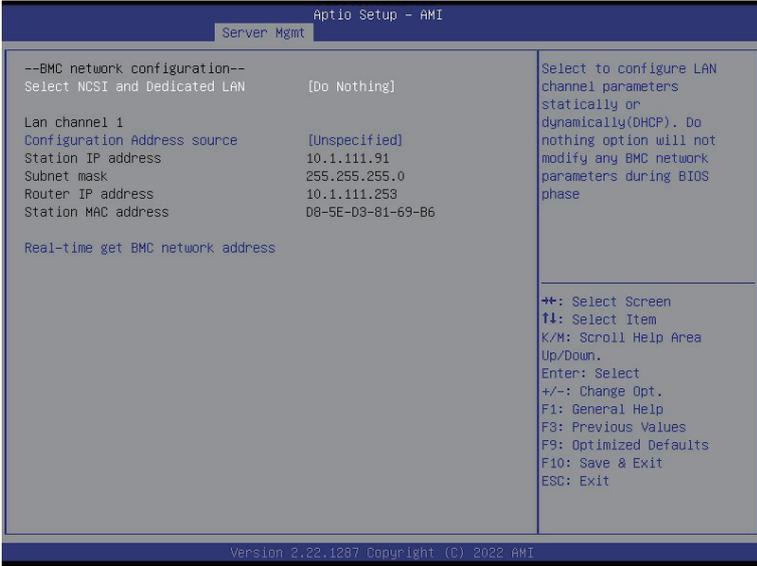 Aptio Setup – AMI
Server Mgmt
--BMC network configuration--
Select NCSI and Dedicated LAN [Do Nothing]
Lan channel 1
Configuration Address source [Unspecified]
Station IP address 10.1.111.91
Subnet mask 255.255.255.0
Router IP address 10.1.111.253
Station MAC address D8-5E-D3-81-69-B6
Real-time get BMC network address
Select to configure LAN
channel parameters
statically or
dynamically(DHCP). Do
nothing option will not
modify any BMC network
parameters during BIOS
phase
→←: Select Screen
↑↓: Select Item
K/M: Scroll Help Area
Up/Down.
Enter: Select
+/-: Change Opt.
F1: General Help
F3: Previous Values
F9: Optimized Defaults
F10: Save & Exit
ESC: Exit
Version 2.22.1287 Copyright (C) 2022 AMI